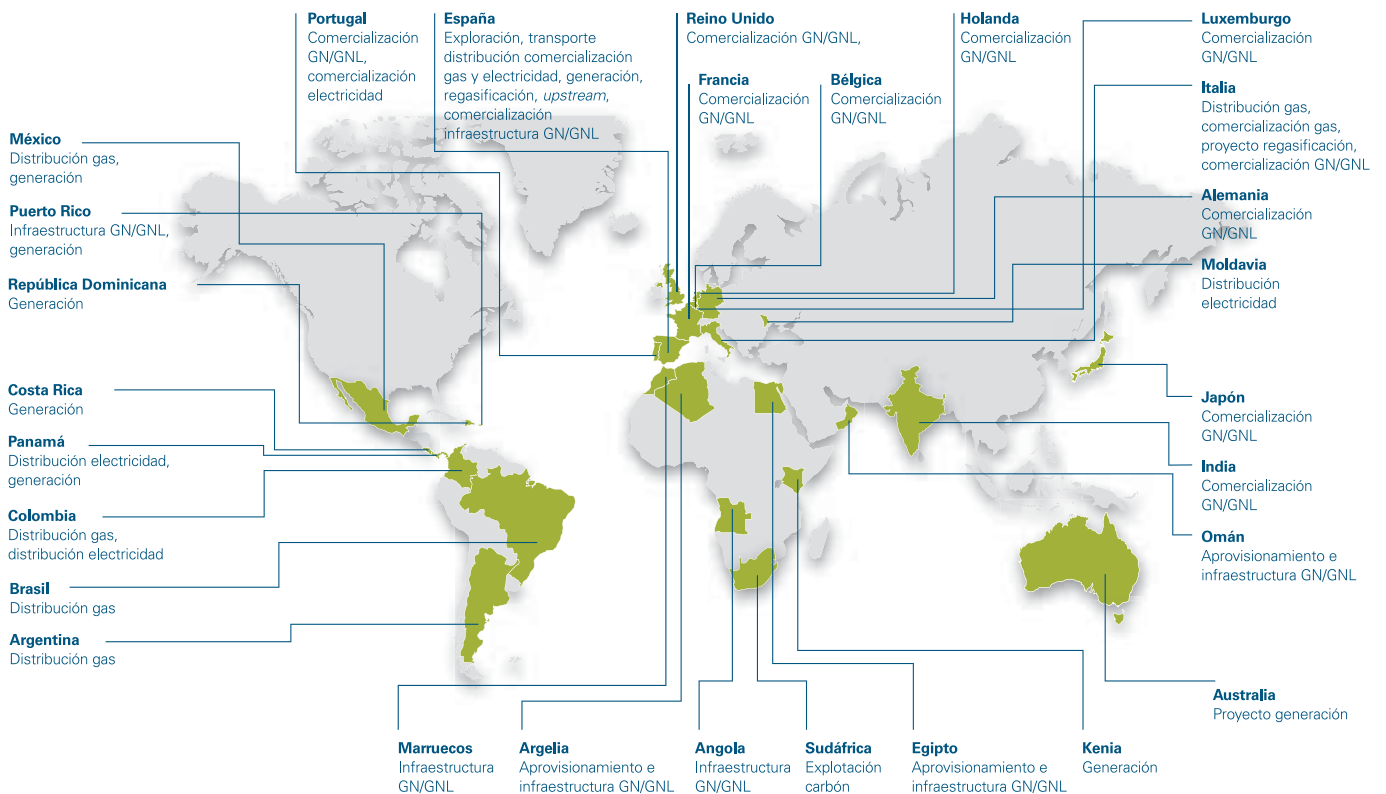 Portugal
Comercialización
GN/GNL,
comercialización
electricidad
España
Exploración, transporte
distribución comercialización
gas y electricidad, generación,
regasificación, upstream,
comercialización
infraestructura GN/GNL
Reino Unido
Comercialización GN/GNL,
Francia
Comercialización
GN/GNL
Bélgica
Comercialización
GN/GNL
Holanda
Comercialización
GN/GNL
Luxemburgo
Comercialización
GN/GNL
Italia
Distribución gas,
comercialización gas,
proyecto regasificación,
comercialización GN/GNL
Alemania
Comercialización
GN/GNL
Moldavia
Distribución
electricidad
México
Distribución gas,
generación
Puerto Rico
Infraestructura GN/GNL,
generación
República Dominicana
Generación
Costa Rica
Generación
Panamá
Distribución electricidad,
generación
Colombia
Distribución gas,
distribución electricidad
Brasil
Distribución gas
Argentina
Distribución gas
Japón
Comercialización
GN/GNL
India
Comercialización
GN/GNL
Omán
Aprovisionamiento e
infraestructura GN/GNL
Australia
Proyecto generación
Marruecos
Infraestructura
GN/GNL
Argelia
Aprovisionamiento e
infraestructura GN/GNL
Angola
Infraestructura
GN/GNL
Sudáfrica
Explotación
carbón
Egipto
Aprovisionamiento e
infraestructura GN/GNL
Kenia
Generación